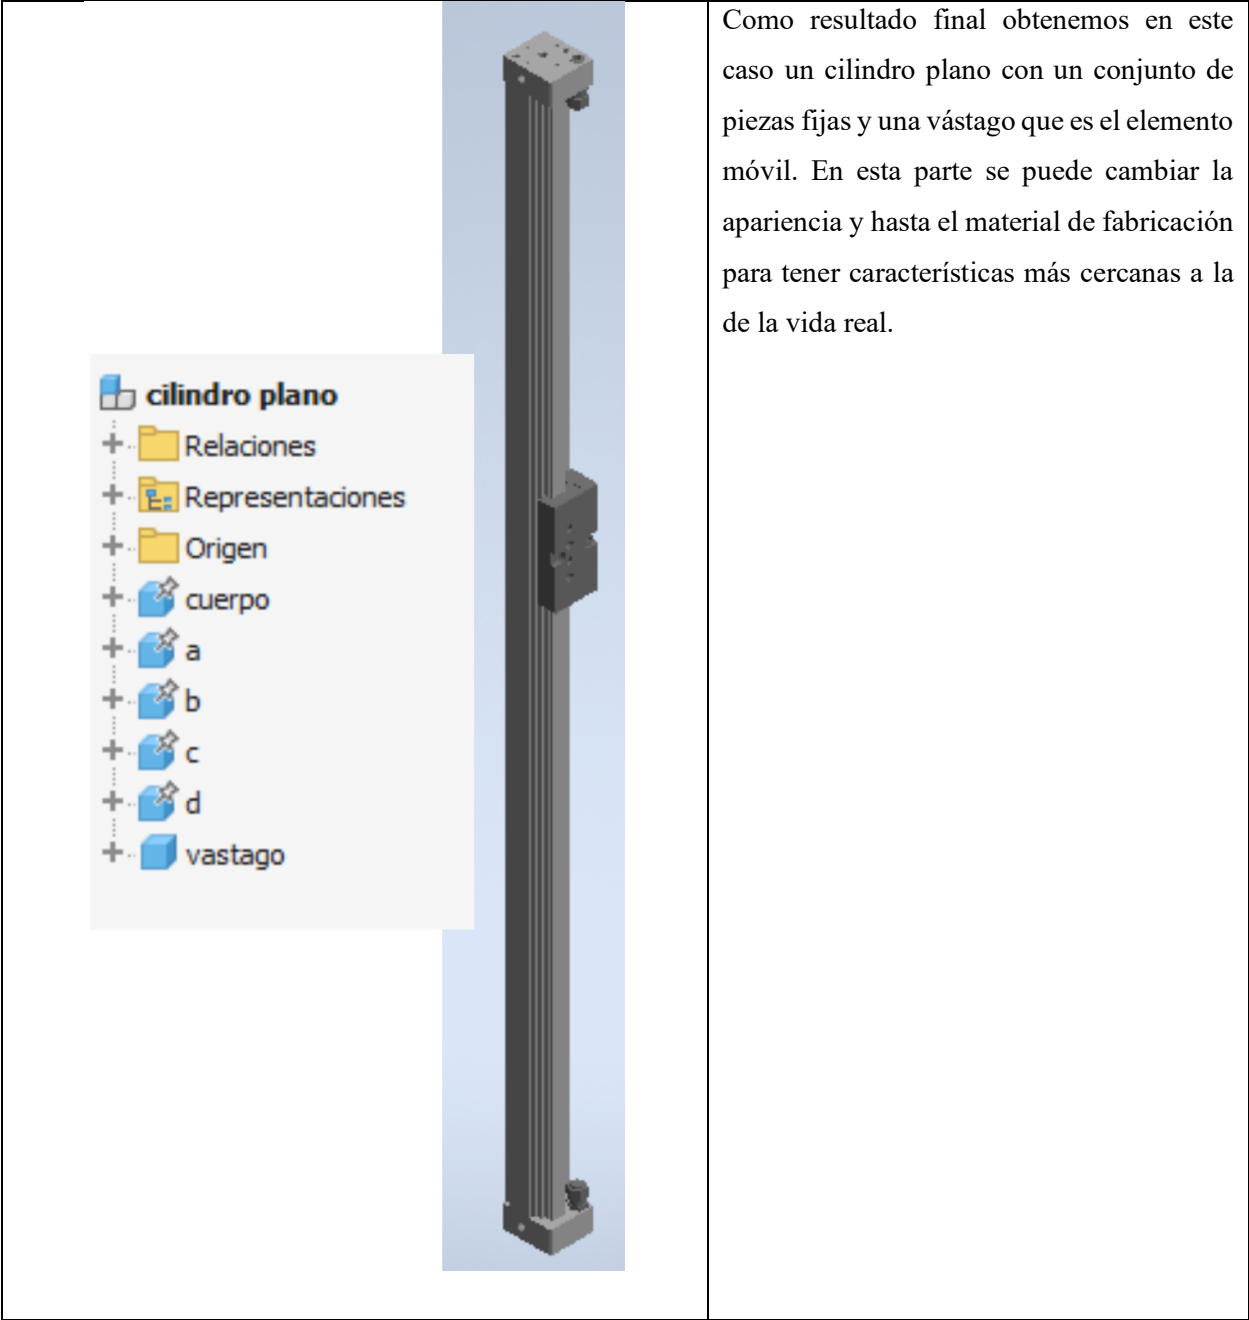 cilindro plano
Relaciones
Representaciones
Origen
cuerpo
a
b
c
d
vastago
Como resultado final obtenemos en este
caso un cilindro plano con un conjunto de
piezas fijas y una vástago que es el elemento
móvil. En esta parte se puede cambiar la
apariencia y hasta el material de fabricación
para tener características más cercanas a la
de la vida real.